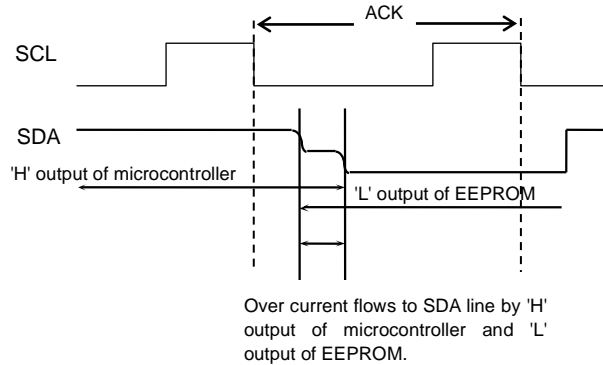 ACK
SCL
SDA
'H' output of microcontroller
'L' output of EEPROM
Over current flows to SDA line by 'H'
output of microcontroller and 'L'
output of EEPROM.